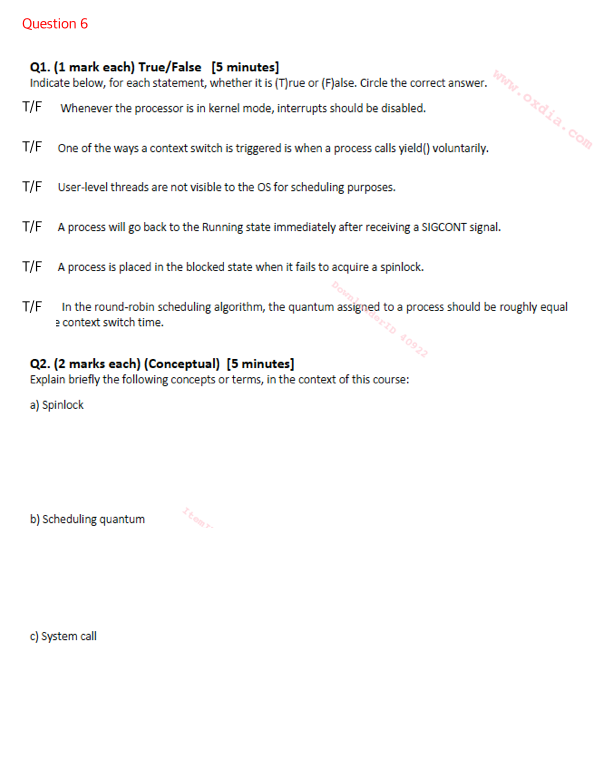 Question 6
Q1. (1 mark each) True/False [5 minutes]
Indicate below, for each statement, whether it is (T)rue or (F)alse. Circle the correct answer.
www.oxdia.com
T/F Whenever the processor is in kernel mode, interrupts should be disabled.
T/F One of the ways a context switch is triggered is when a process calls yield() voluntarily.
T/F User-level threads are not visible to the OS for scheduling purposes.
T/F A process will go back to the Running state immediately after receiving a SIGCONT signal.
T/F A process is placed in the blocked state when it fails to acquire a spinlock.
T/F In the round-robin scheduling algorithm, the quantum assigned to a process should be roughly equal
e context switch time.
40922
Q2. (2 marks each) (Conceptual) [5 minutes]
Explain briefly the following concepts or terms, in the context of this course:
a) Spinlock
b) Scheduling quantum
c) System call